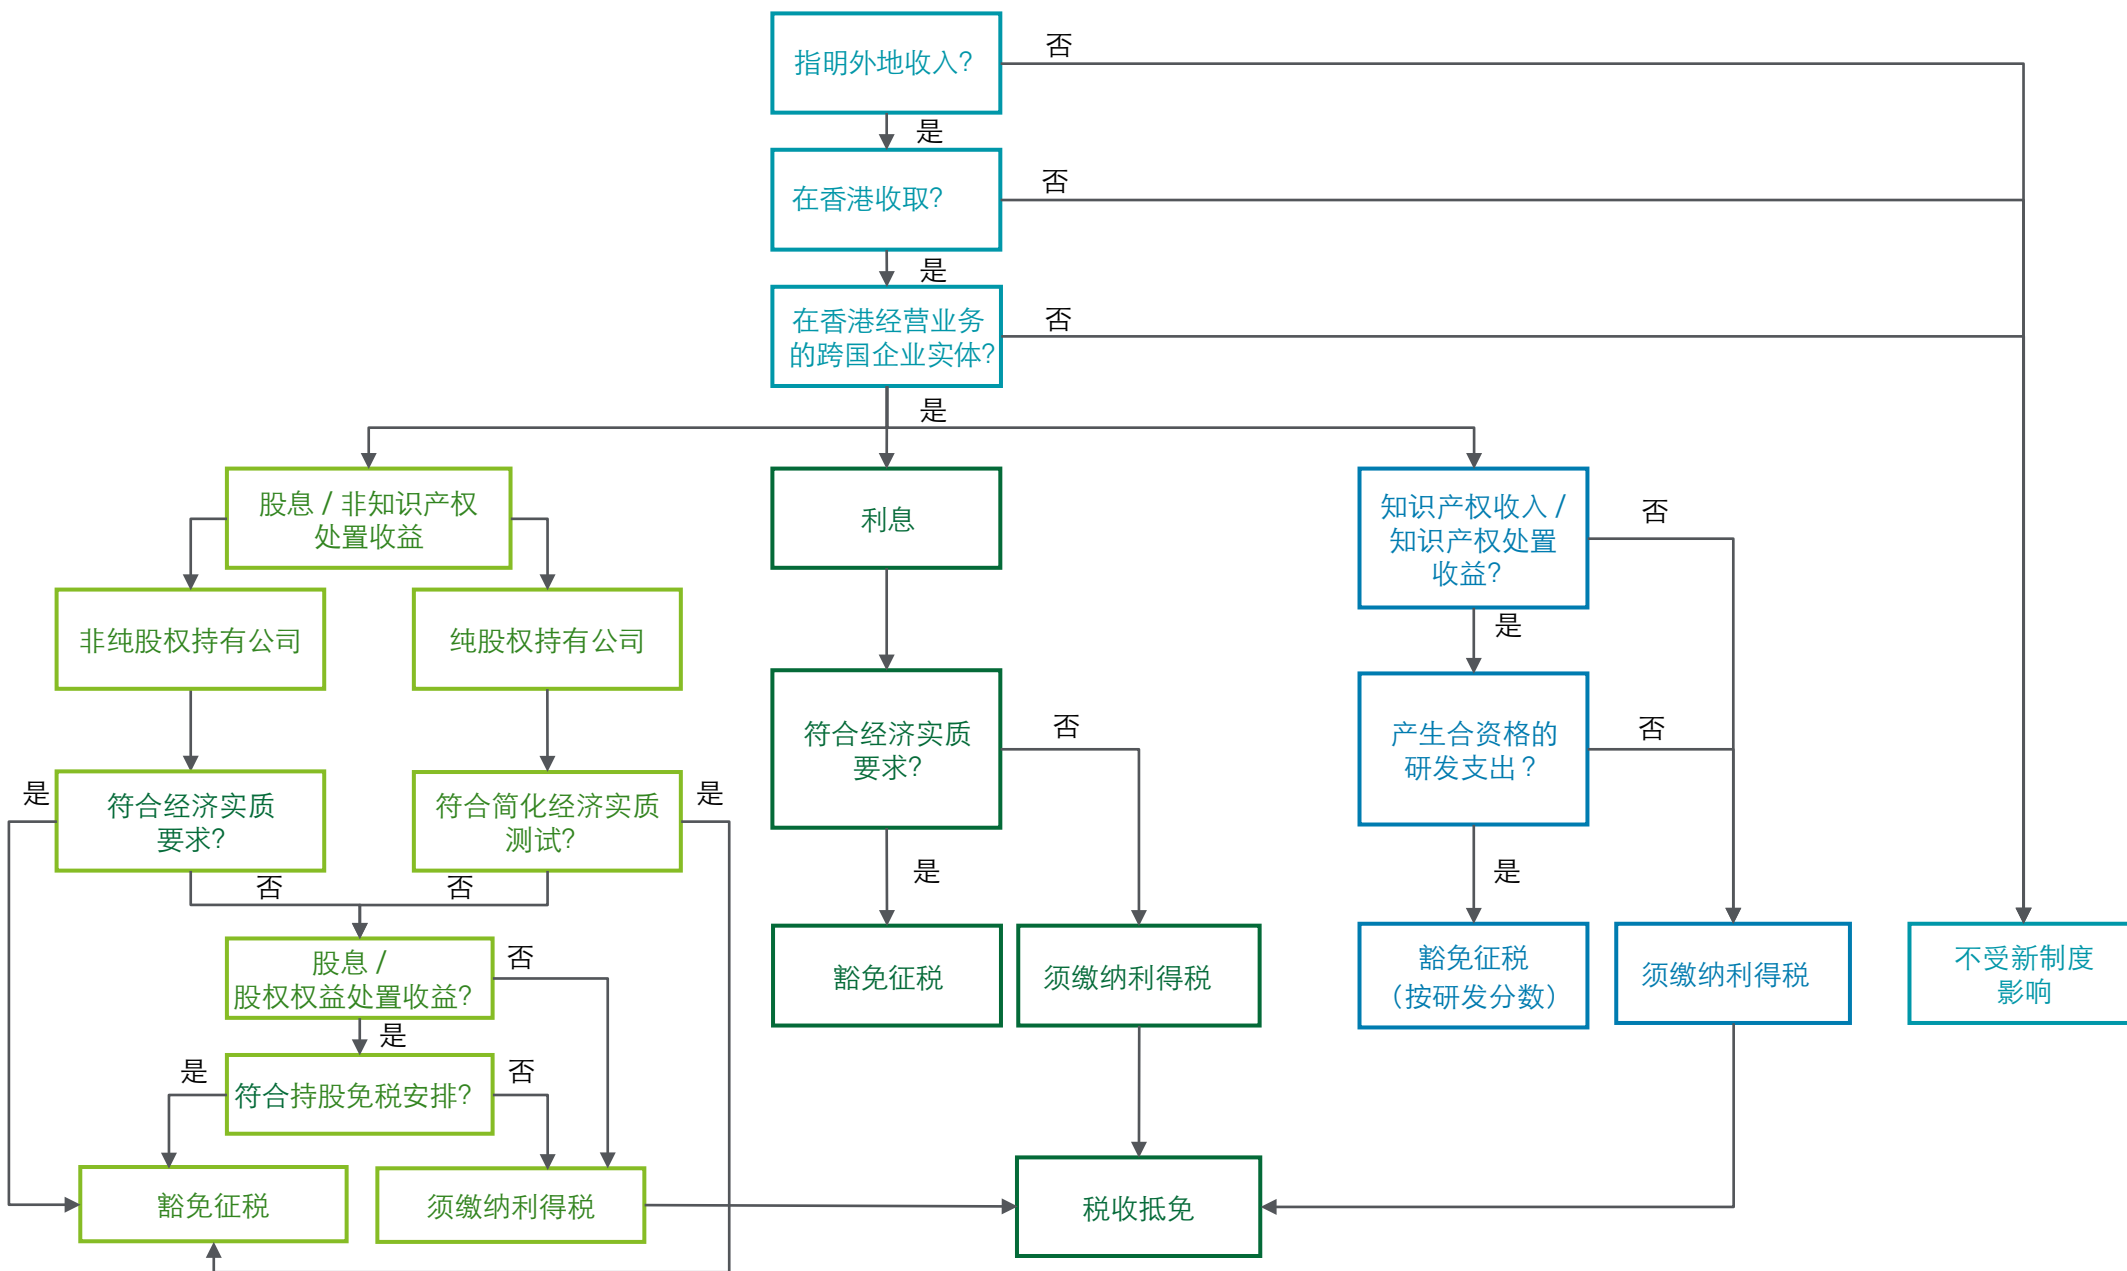 指明外地收入?
否
是
在香港收取?
否
是
在香港经营业务
的跨国企业实体?
否
是
股息 / 非知识产权
处置收益
利息
知识产权收入 /
知识产权处置
收益?
否
是
非纯股权持有公司
纯股权持有公司
符合经济实质
要求?
否
产生合资格的
研发支出?
否
是
符合经济实质
要求?
符合简化经济实质
测试?
是
否
否
是
是
股息 /
股权权益处置收益?
否
是
豁免征税
须缴纳利得税
豁免征税
（按研发分数）
须缴纳利得税
不受新制度
影响
是
符合持股免税安排?
否
豁免征税
须缴纳利得税
税收抵免